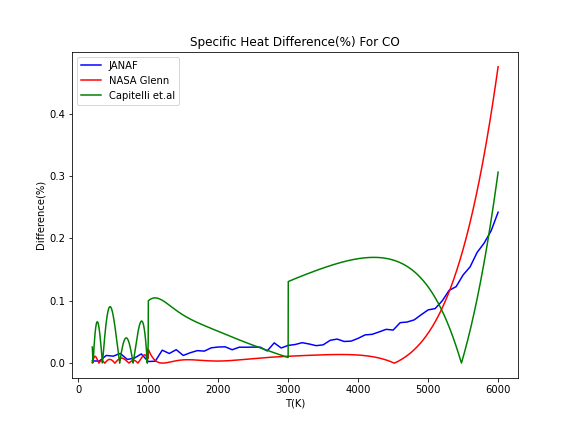 Specific Heat Difference(%) For CO
JANAF
NASA Glenn
Capitelli et.al
Difference(%)
0.4
0.3
0.2
0.1
0.0
0
1000
2000
3000
4000
5000
6000
T(K)